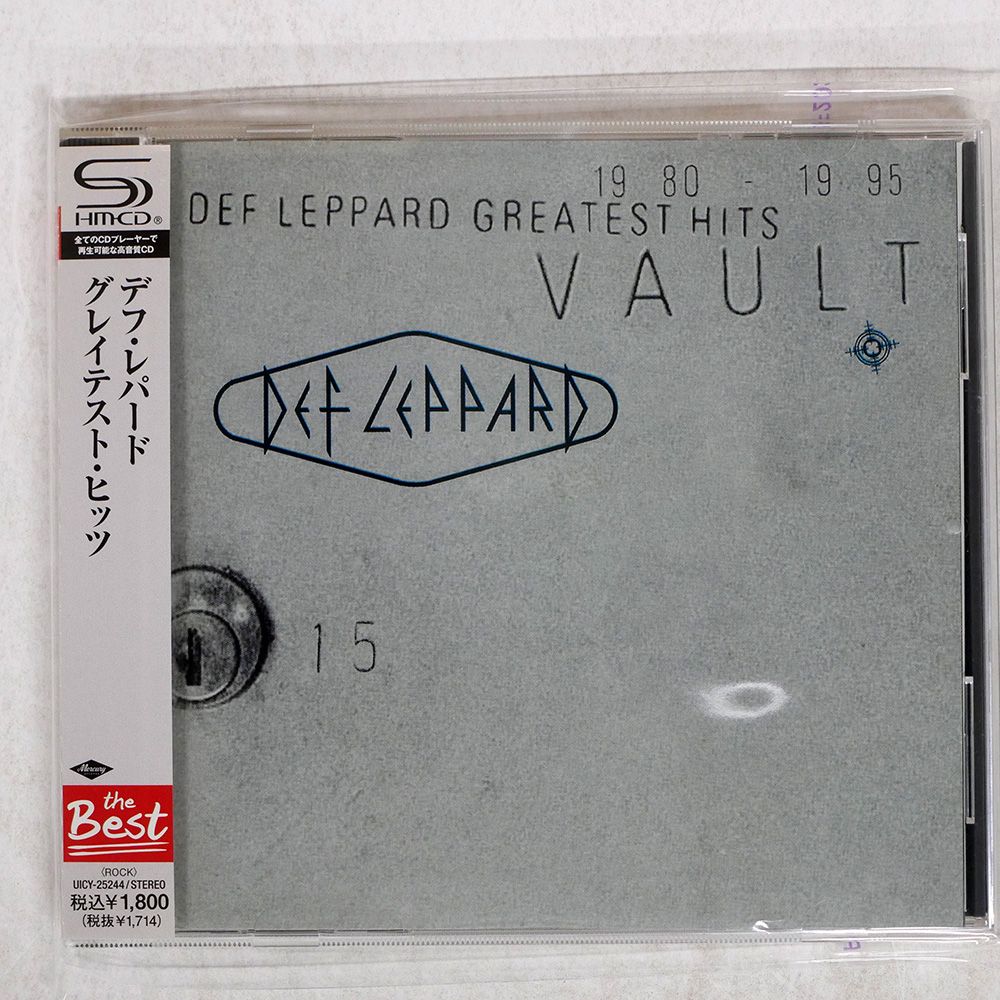 SHM-CD®
全てのCDプレーヤーで
再生可能な高音質CD
デフ・レパード
グレイテスト・ヒッツ
Mercury
the
Best
〈ROCK〉
UICY-25244/STEREO
税込¥1,800
(税抜¥1,714)
19 80 - 19 95
DEF LEPPARD GREATEST HITS
VAULT
DEF LEPPARD
15